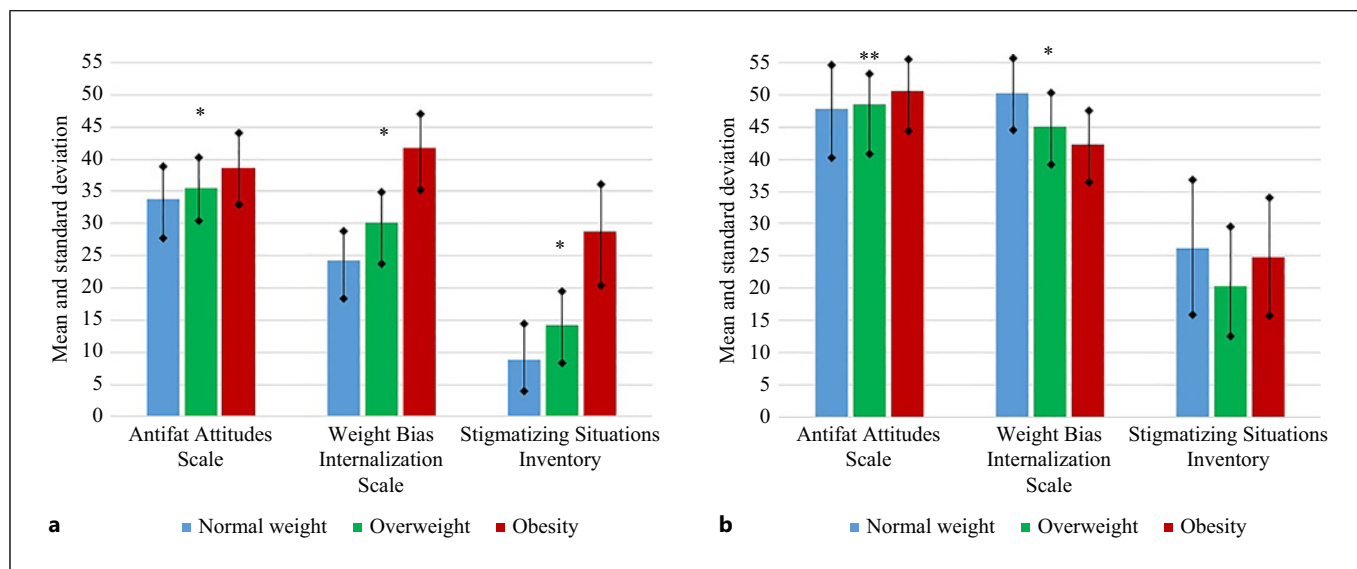 Mean and standard deviation
55
50
45
40
35
30
25
20
15
10
5
0
*
*
*
Antifat Attitudes
Scale
Weight Bias
Internalization
Scale
Stigmatizing Situations
Inventory
a
Normal weight
Overweight
Obesity
Mean and standard deviation
55
50
45
40
35
30
25
20
15
10
5
0
**
*
Antifat Attitudes
Scale
Weight Bias
Internalization
Scale
Stigmatizing Situations
Inventory
b
Normal weight
Overweight
Obesity